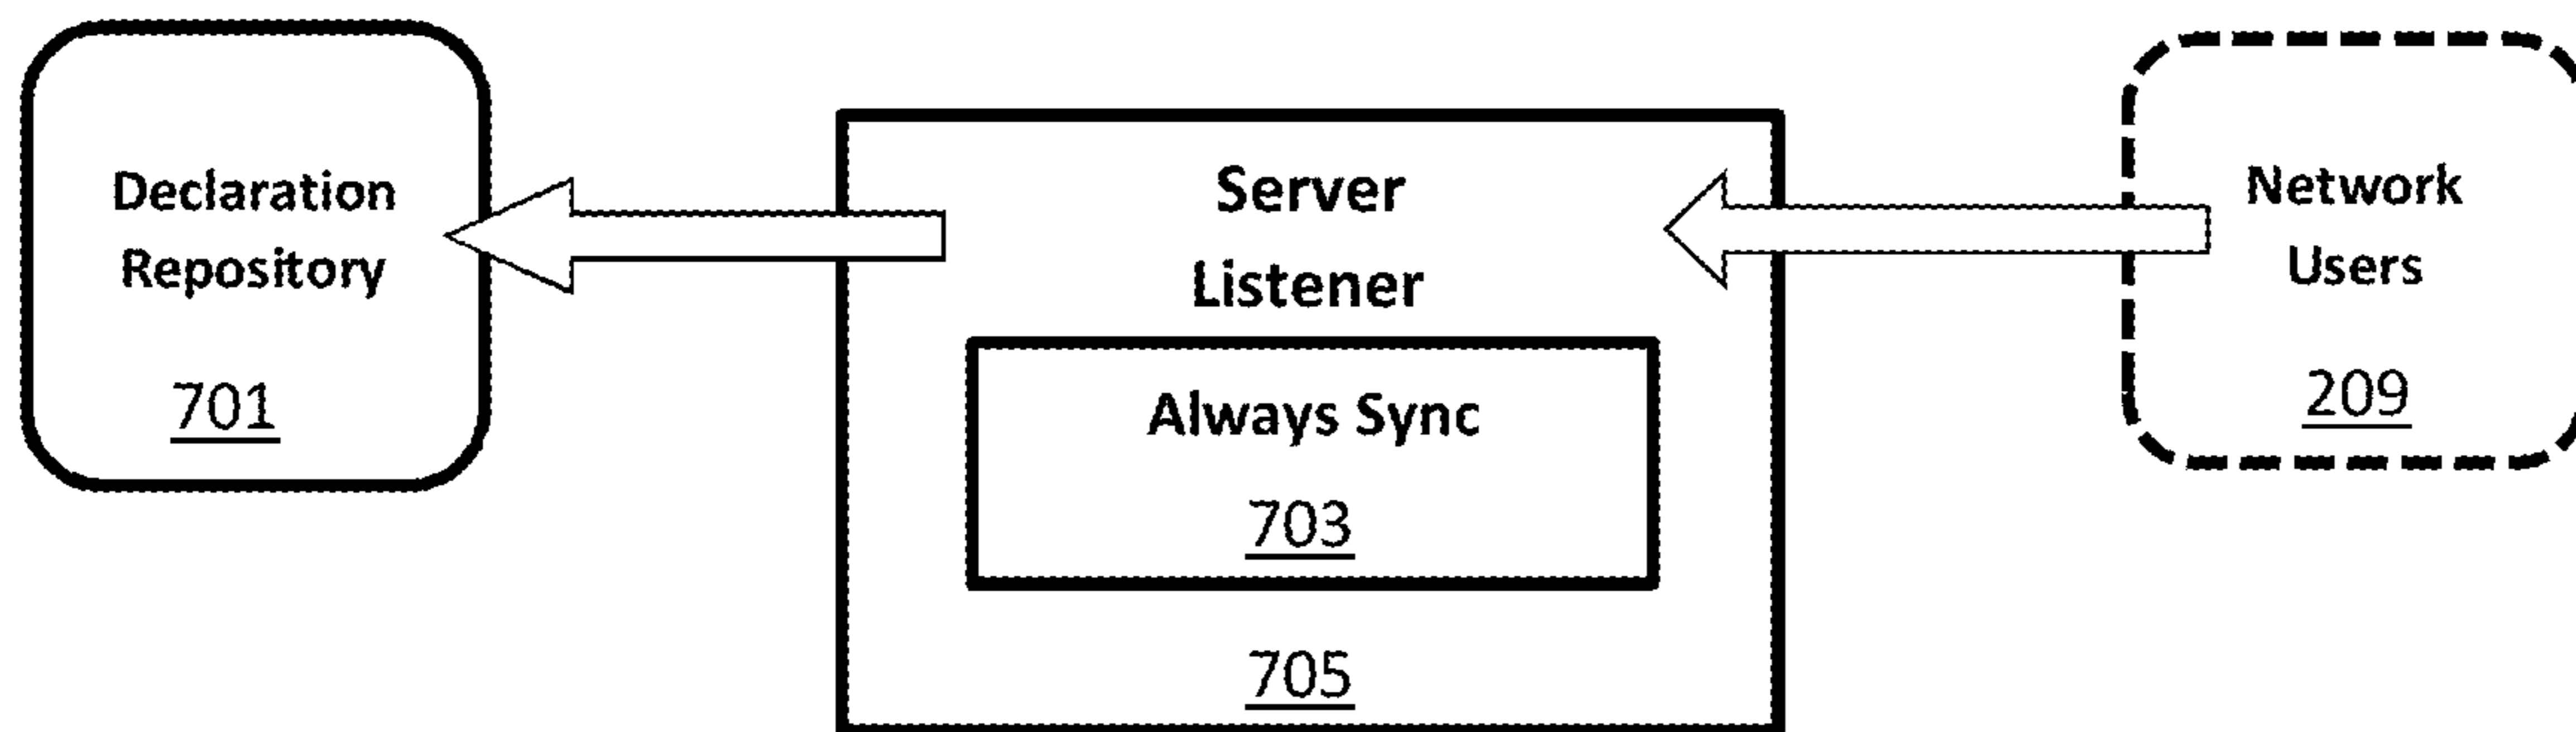 Declaration
Repository
701
Server
Listener
Always Sync
703
705
Network
Users
209